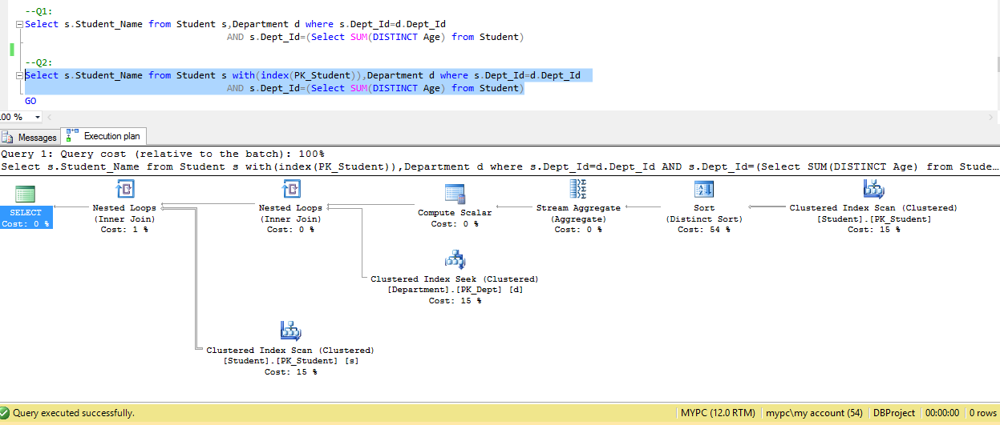 --Q1:
Select s.Student_Name from Student s,Department d where s.Dept_Id=d.Dept_Id
AND s.Dept_Id=(Select SUM(DISTINCT Age) from Student)
--Q2:
Select s.Student_Name from Student s with(index(PK_Student)),Department d where s.Dept_Id=d.Dept_Id
AND s.Dept_Id=(Select SUM(DISTINCT Age) from Student)
GO
.00 %
Messages
Execution plan
Query 1: Query cost (relative to the batch): 100%
Select s.Student_Name from Student s with(index(PK_Student)),Department d where s.Dept_Id=d.Dept_Id AND s.Dept_Id=(Select SUM(DISTINCT Age) from Stude…
SELECT
Cost: 0 %
Nested Loops
(Inner Join)
Cost: 1 %
Nested Loops
(Inner Join)
Cost: 0 %
Compute Scalar
Cost: 0 %
Stream Aggregate
(Aggregate)
Cost: 0 %
Sort
(Distinct Sort)
Cost: 54 %
Clustered Index Scan (Clustered)
[Student].[PK_Student]
Cost: 15 %
Clustered Index Seek (Clustered)
[Department].[PK_Dept] [d]
Cost: 15 %
Clustered Index Scan (Clustered)
[Student].[PK_Student] [s]
Cost: 15 %
Query executed successfully.
MYPC (12.0 RTM)
mypc\my account (54)
DBProject
00:00:00
0 rows